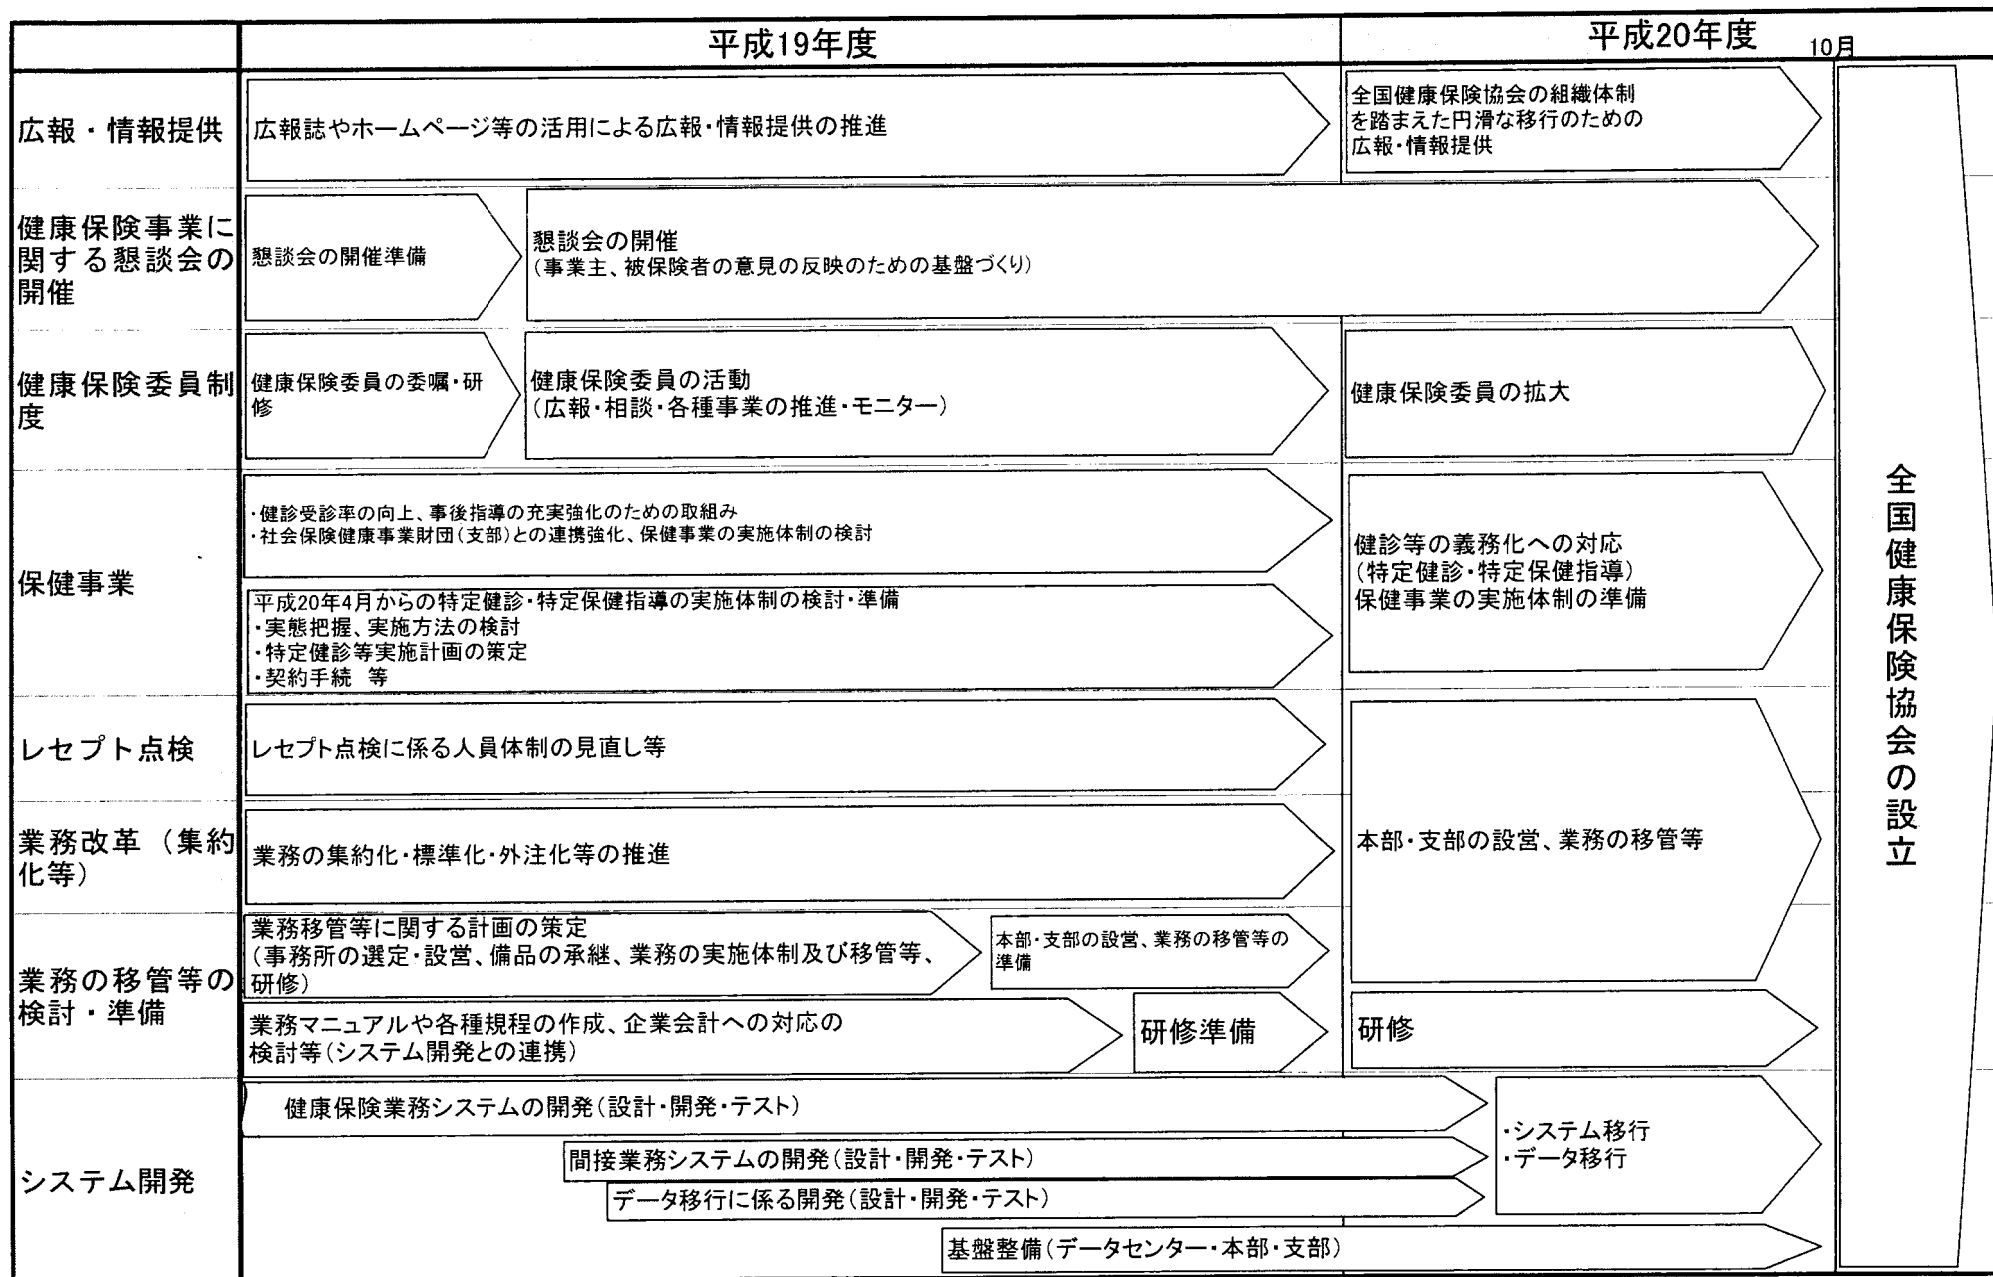 平成19年度
平成20年度
10月
広報・情報提供
広報誌やホームページ等の活用による広報・情報提供の推進
全国健康保険協会の組織体制
を踏まえた円滑な移行のための
広報・情報提供
健康保険事業に
関する懇談会の
開催
懇談会の開催準備
懇談会の開催
(事業主、被保険者の意見の反映のための基盤づくり)
健康保険委員制
度
健康保険委員の委嘱・研
修
健康保険委員の活動
(広報・相談・各種事業の推進・モニター)
健康保険委員の拡大
保健事業
・健診受診率の向上、事後指導の充実強化のための取組み
・社会保険健康事業財団(支部)との連携強化、保健事業の実施体制の検討
平成20年4月からの特定健診・特定保健指導の実施体制の検討・準備
・実態把握、実施方法の検討
・特定健診等実施計画の策定
・契約手続 等
健診等の義務化への対応
(特定健診・特定保健指導)
保健事業の実施体制の準備
レセプト点検
レセプト点検に係る人員体制の見直し等
業務改革（集約
化等）
業務の集約化・標準化・外注化等の推進
本部・支部の設営、業務の移管等
業務の移管等の
検討・準備
業務移管等に関する計画の策定
(事務所の選定・設営、備品の承継、業務の実施体制及び移管等、
研修)
本部・支部の設営、業務の移管等の
準備
業務マニュアルや各種規程の作成、企業会計への対応の
検討等(システム開発との連携)
研修準備
研修
システム開発
健康保険業務システムの開発(設計・開発・テスト)
間接業務システムの開発(設計・開発・テスト)
データ移行に係る開発(設計・開発・テスト)
基盤整備(データセンター・本部・支部)
・システム移行
・データ移行
全国健康保険協会の設立